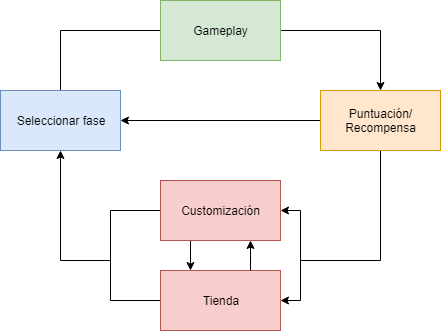 Gameplay
Seleccionar fase
Puntuación/
Recompensa
Customización
Tienda